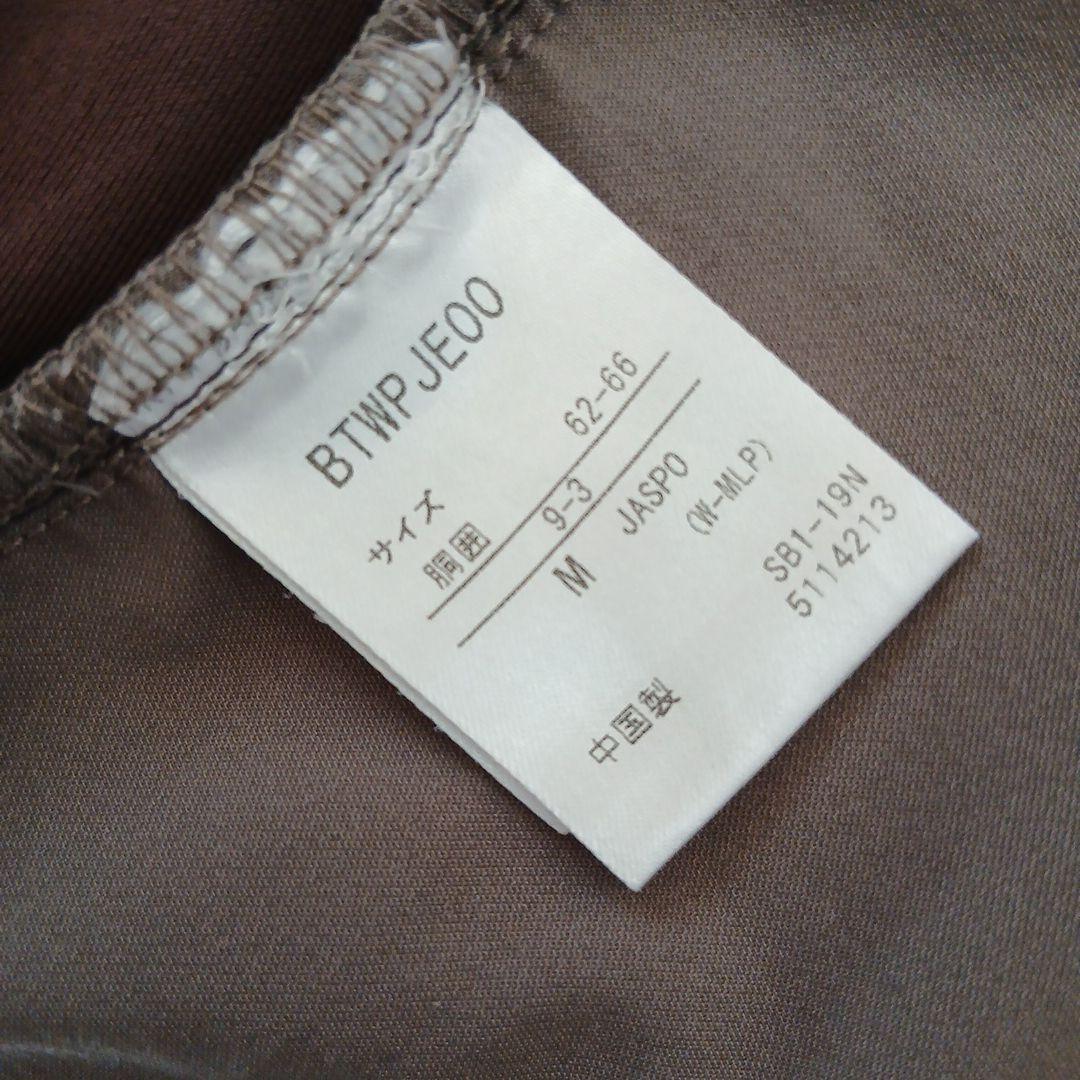 BTWPJE00
サイズ
胴囲 62-66
9-3
M JASPO
(W-MLP)
SB1-19N
5114213
中国製